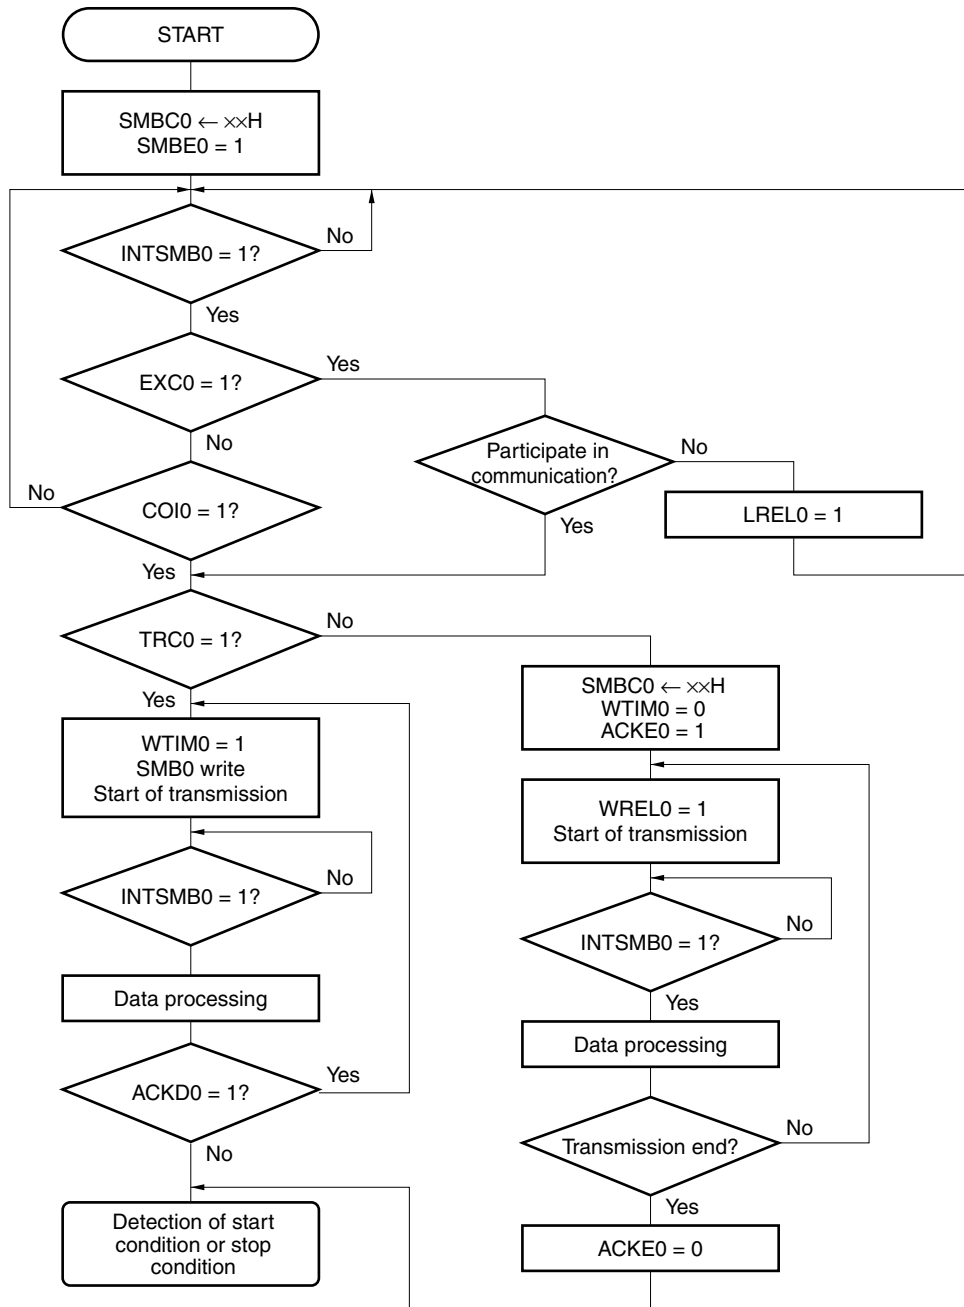 START
SMBC0 ← ××H
SMBE0 = 1
INTSMB0 = 1?
No
Yes
EXC0 = 1?
Yes
No
Participate in
communication?
No
Yes
LREL0 = 1
COI0 = 1?
No
Yes
TRC0 = 1?
No
Yes
WTIM0 = 1
SMB0 write
Start of transmission
INTSMB0 = 1?
No
Data processing
ACKD0 = 1?
Yes
No
Detection of start
condition or stop
condition
SMBC0 ← ××H
WTIM0 = 0
ACKE0 = 1
WREL0 = 1
Start of transmission
INTSMB0 = 1?
No
Yes
Data processing
Transmission end?
No
Yes
ACKE0 = 0